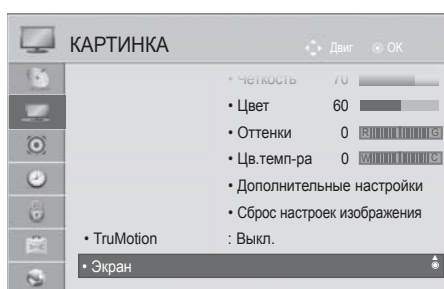 КАРТИНКА Двиг OK
• Четкость 70
• Цвет 60
• Оттенки 0 R G
• Цв.темп-ра 0 W C
• Дополнительные настройки
• Сброс настроек изображения
• TruMotion : Выкл.
• Экран